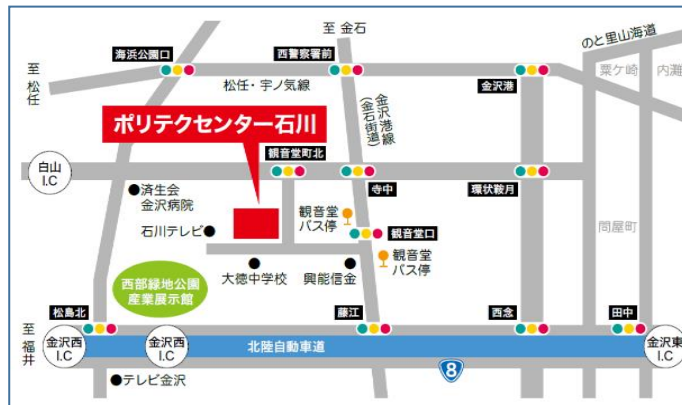 至 金石
海浜公園口
西警察署前
のと里山海道
至 松任
松任・宇ノ気線
金沢港
粟ケ崎
内灘
金沢港線
(金石街道)
ポリテクセンター石川
観音堂町北
白山
I.C
寺中
環状鞍月
済生会
金沢病院
石川テレビ
観音堂
バス停
観音堂口
問屋町
観音堂
バス停
大徳中学校
興能信金
西部緑地公園
産業展示館
松島北
藤江
西念
田中
至 福井
金沢西
I.C
金沢西
I.C
北陸自動車道
金沢東
I.C
8
テレビ金沢